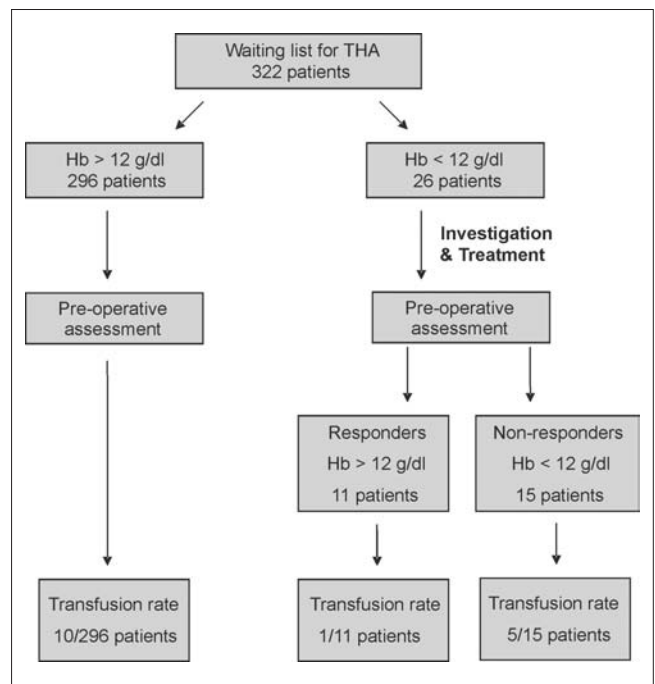 Waiting list for THA
322 patients
Hb > 12 g/dl
296 patients
Hb < 12 g/dl
26 patients
Investigation
& Treatment
Pre-operative
assessment
Pre-operative
assessment
Responders
Hb > 12 g/dl
11 patients
Non-responders
Hb < 12 g/dl
15 patients
Transfusion rate
10/296 patients
Transfusion rate
1/11 patients
Transfusion rate
5/15 patients